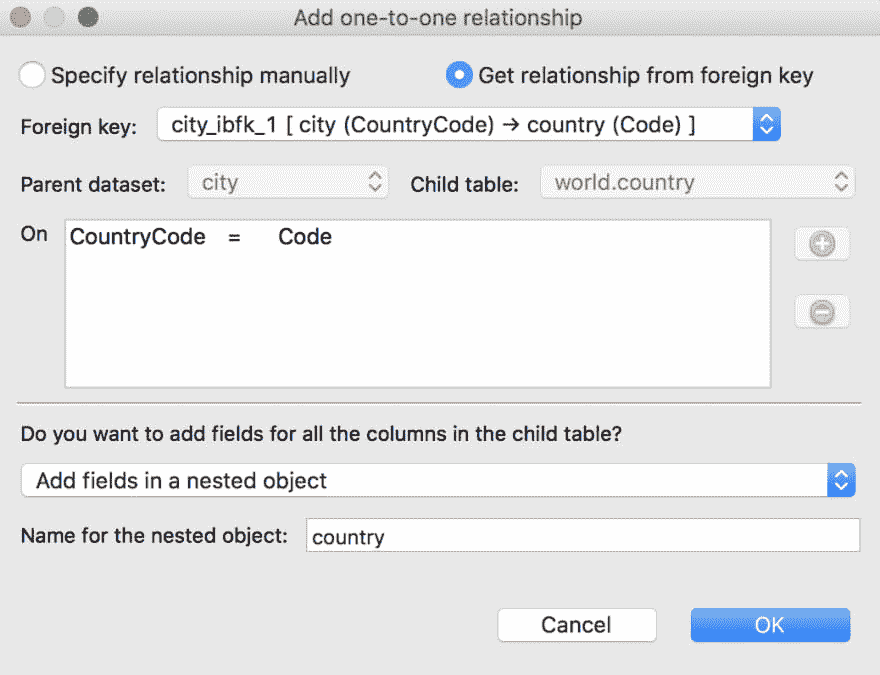 Add one-to-one relationship
Specify relationship manually Get relationship from foreign key
Foreign key: city_ibfk_1 [ city (CountryCode) → country (Code) ]
Parent dataset: city Child table: world.country
On CountryCode = Code
Do you want to add fields for all the columns in the child table?
Add fields in a nested object
Name for the nested object: country
Cancel OK